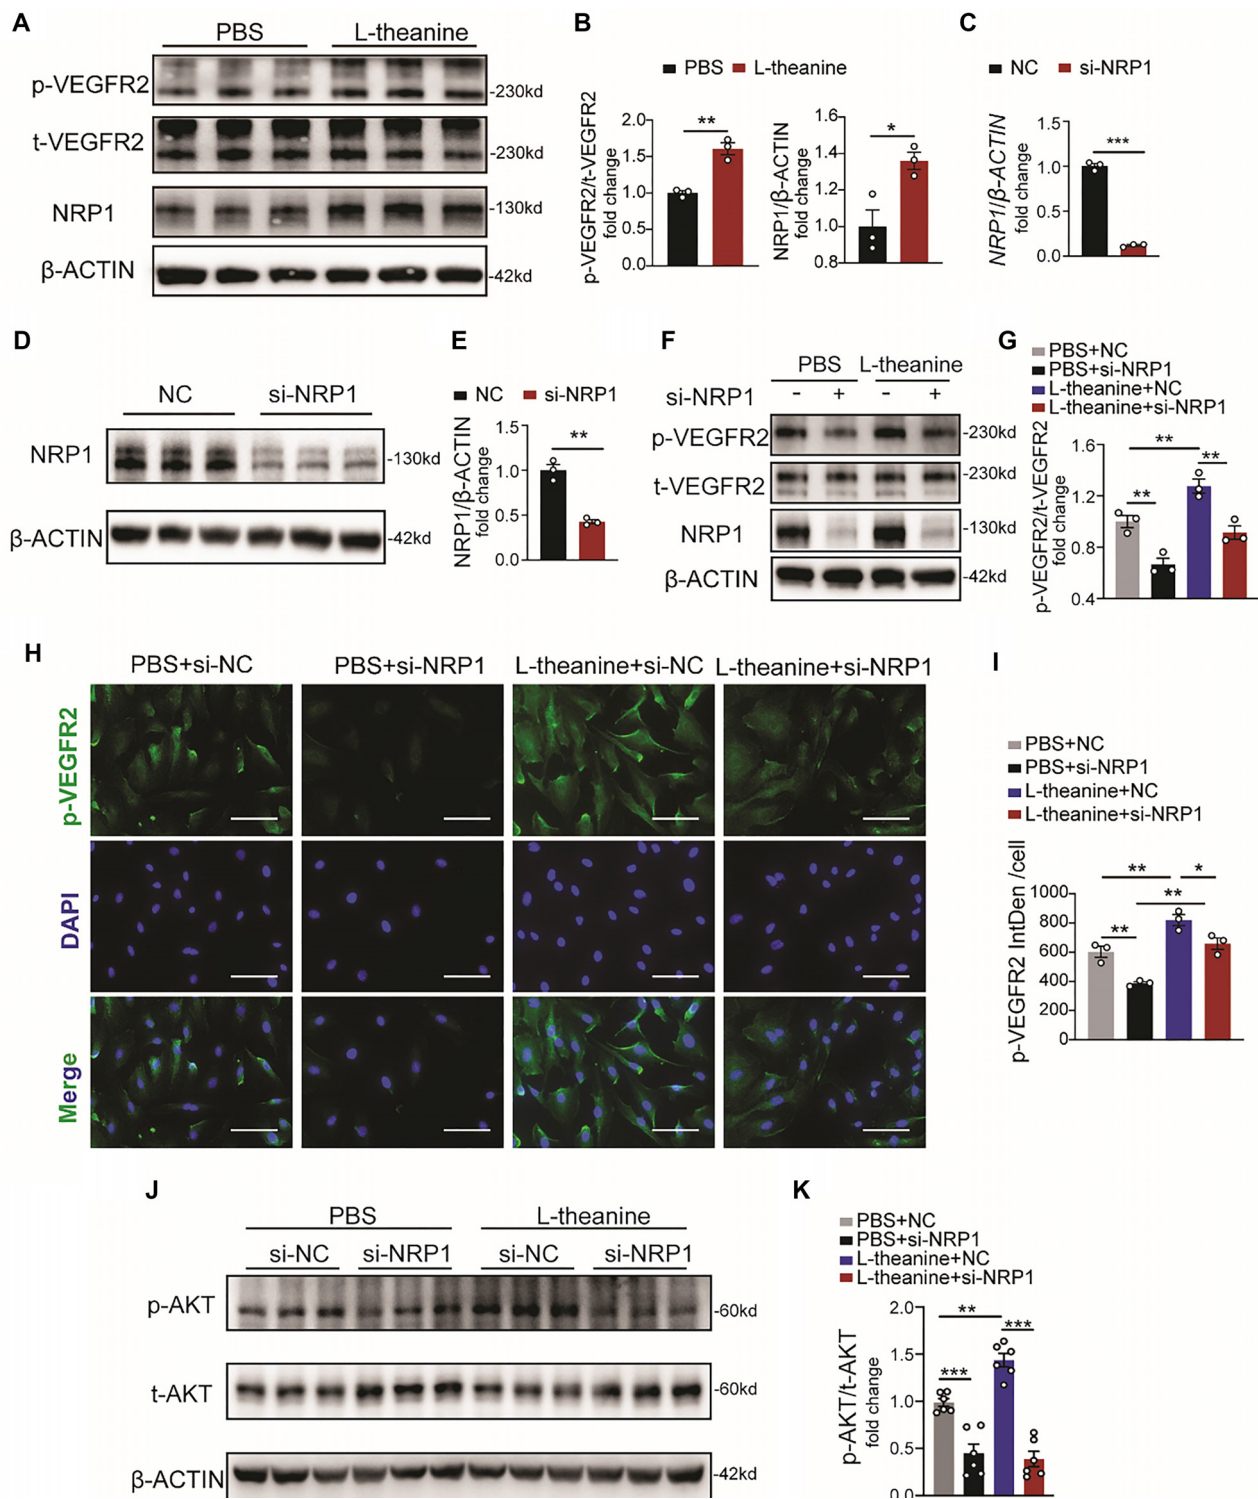 A
PBS L-theanine
p-VEGFR2 -230kd
t-VEGFR2 -230kd
NRP1 -130kd
β-ACTIN -42kd
B
PBS L-theanine
p-VEGFR2/t-VEGFR2
fold change
2.0
1.5
1.0
0.5
0.0
**
NRP1/β-ACTIN
fold change
1.6
1.4
1.2
1.0
0.8
*
C
NC si-NRP1
NRP1/β-ACTIN
fold change
1.5
1.0
0.5
0.0
***
D
NC si-NRP1
NRP1 -130kd
β-ACTIN -42kd
E
NC si-NRP1
NRP1/β-ACTIN
fold change
1.5
1.0
0.5
0.0
**
F
PBS L-theanine
si-NRP1 - + - +
p-VEGFR2 -230kd
t-VEGFR2 -230kd
NRP1 -130kd
β-ACTIN -42kd
G
PBS+NC
PBS+si-NRP1
L-theanine+NC
L-theanine+si-NRP1
p-VEGFR2/t-VEGFR2
fold change
1.6
1.2
0.8
0.4
**
**
**
H
PBS+si-NC PBS+si-NRP1 L-theanine+si-NC L-theanine+si-NRP1
p-VEGFR2
DAPI
Merge
I
PBS+NC
PBS+si-NRP1
L-theanine+NC
L-theanine+si-NRP1
p-VEGFR2 IntDen /cell
1000
800
600
400
200
0
** *
**
**
J
PBS L-theanine
si-NC si-NRP1 si-NC si-NRP1
p-AKT -60kd
t-AKT -60kd
β-ACTIN -42kd
K
PBS+NC
PBS+si-NRP1
L-theanine+NC
L-theanine+si-NRP1
p-AKT/t-AKT
fold change
2.0
1.5
1.0
0.5
0.0
**
***
***